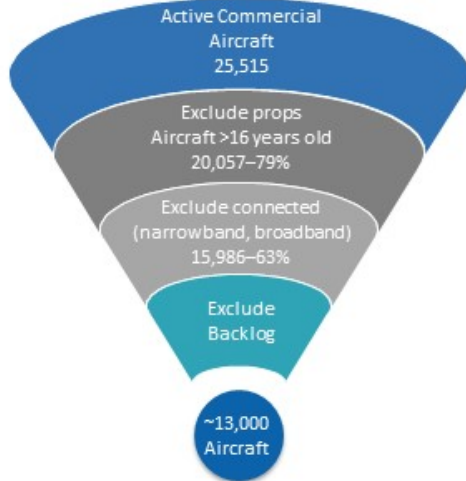 Active Commercial
Aircraft
25,515
Exclude props
Aircraft >16 years old
20,057–79%
Exclude connected
(narrowband, broadband)
15,986–63%
Exclude
Backlog
~13,000
Aircraft